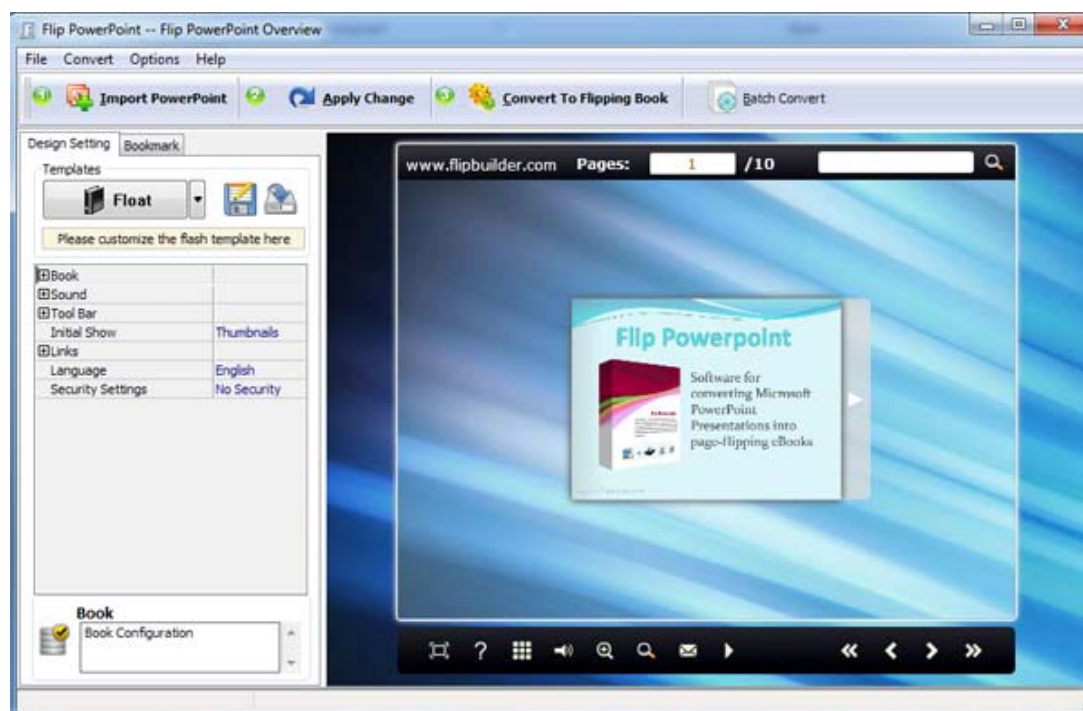 Flip PowerPoint -- Flip PowerPoint Overview
File Convert Options Help
Import PowerPoint Apply Change Convert To Flipping Book Batch Convert
Design Setting Bookmark
Templates
Float
Please customize the flash template here
Book
Sound
Tool Bar
Initial Show Thumbnails
Links
Language English
Security Settings No Security
Book
Book Configuration
www.flipbuilder.com Pages: 1 /10
Flip Powerpoint
Software for
converting Microsoft
PowerPoint
Presentations into
page-flipping eBooks